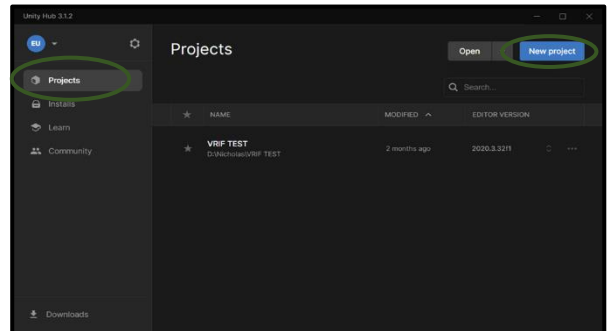 Unity Hub 3.1.2
EU
Projects
Open
New project
Projects
Installs
Learn
Community
Search...
NAME MODIFIED EDITOR VERSION
VRIF TEST
D:\Nicholas\VRIF TEST
2 months ago 2020.3.32f1
Downloads